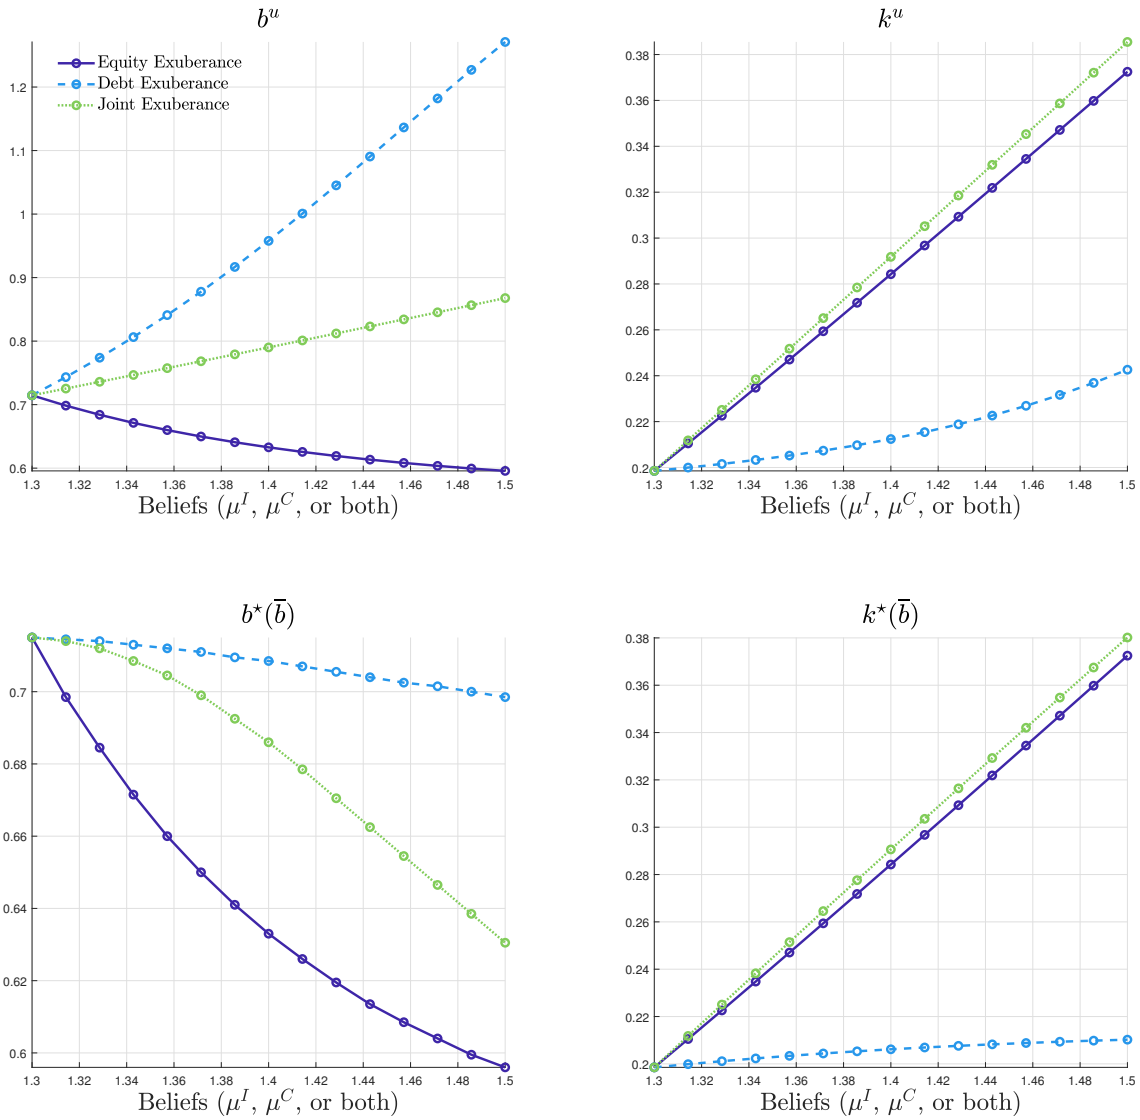 b^u
1.2
1.1
1
0.9
0.8
0.7
0.6
Equity Exuberance
Debt Exuberance
Joint Exuberance
1.3 1.32 1.34 1.36 1.38 1.4 1.42 1.44 1.46 1.48 1.5
Beliefs (μ^I, μ^C, or both)
k^u
0.38
0.36
0.34
0.32
0.3
0.28
0.26
0.24
0.22
0.2
1.3 1.32 1.34 1.36 1.38 1.4 1.42 1.44 1.46 1.48 1.5
Beliefs (μ^I, μ^C, or both)
b^⋆(b̅)
0.7
0.68
0.66
0.64
0.62
0.6
1.3 1.32 1.34 1.36 1.38 1.4 1.42 1.44 1.46 1.48 1.5
Beliefs (μ^I, μ^C, or both)
k^⋆(b̅)
0.38
0.36
0.34
0.32
0.3
0.28
0.26
0.24
0.22
0.2
1.3 1.32 1.34 1.36 1.38 1.4 1.42 1.44 1.46 1.48 1.5
Beliefs (μ^I, μ^C, or both)